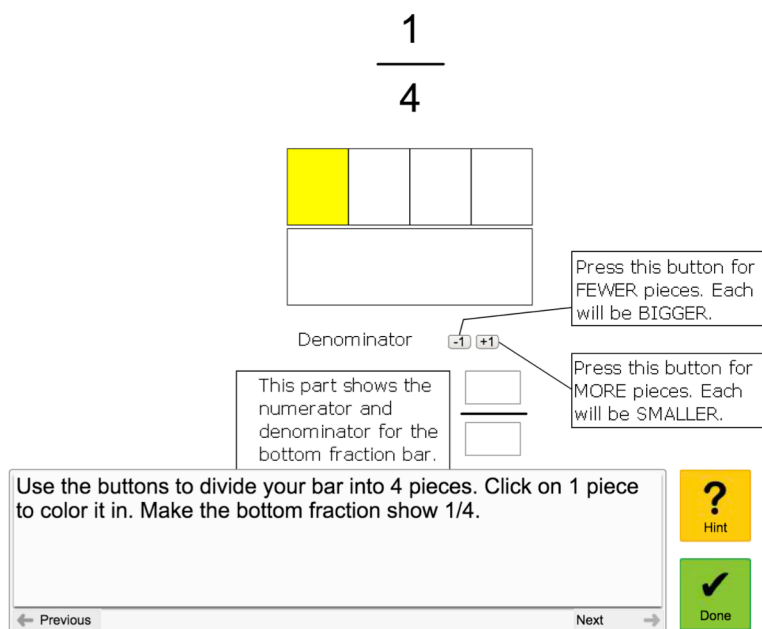 1
4
Press this button for
FEWER pieces. Each
will be BIGGER.
Denominator
-1 +1
Press this button for
MORE pieces. Each
will be SMALLER.
This part shows the
numerator and
denominator for the
bottom fraction bar.
Use the buttons to divide your bar into 4 pieces. Click on 1 piece
to color it in. Make the bottom fraction show 1/4.
?
Hint
Done
Previous
Next